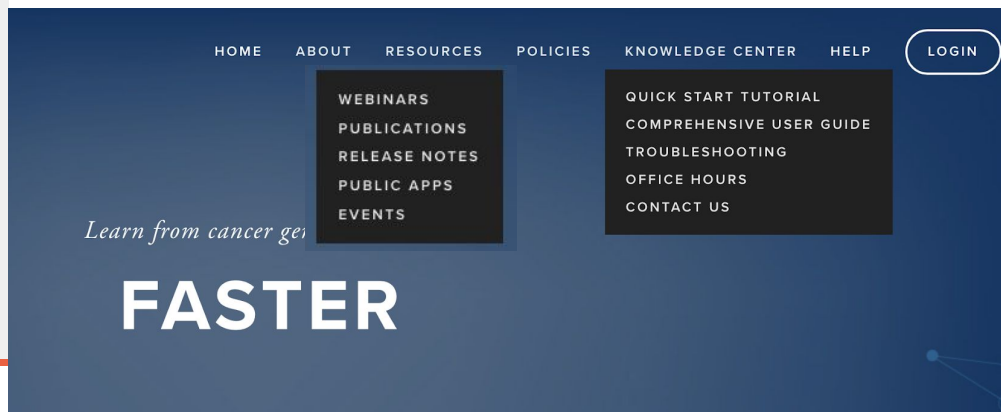 HOME ABOUT RESOURCES POLICIES KNOWLEDGE CENTER HELP LOGIN
WEBINARS
PUBLICATIONS
RELEASE NOTES
PUBLIC APPS
EVENTS
QUICK START TUTORIAL
COMPREHENSIVE USER GUIDE
TROUBLESHOOTING
OFFICE HOURS
CONTACT US
Learn from cancer
FASTER